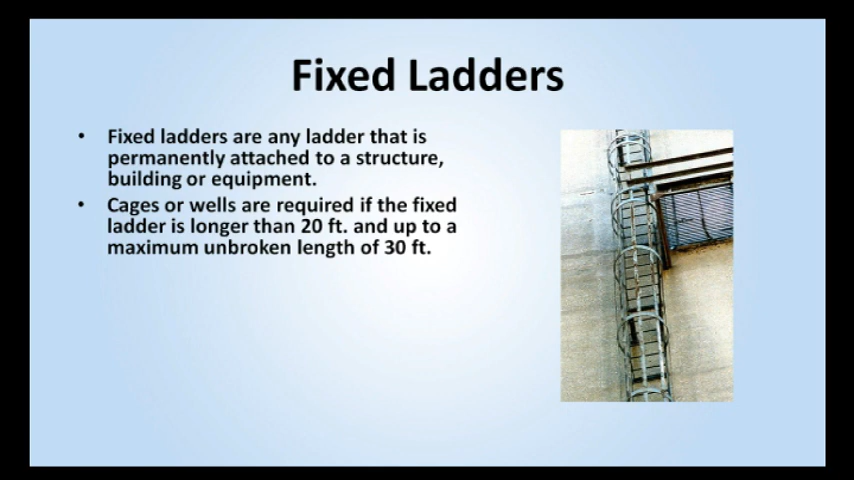 Fixed Ladders
• Fixed ladders are any ladder that is
permanently attached to a structure,
building or equipment.
• Cages or wells are required if the fixed
ladder is longer than 20 ft. and up to a
maximum unbroken length of 30 ft.